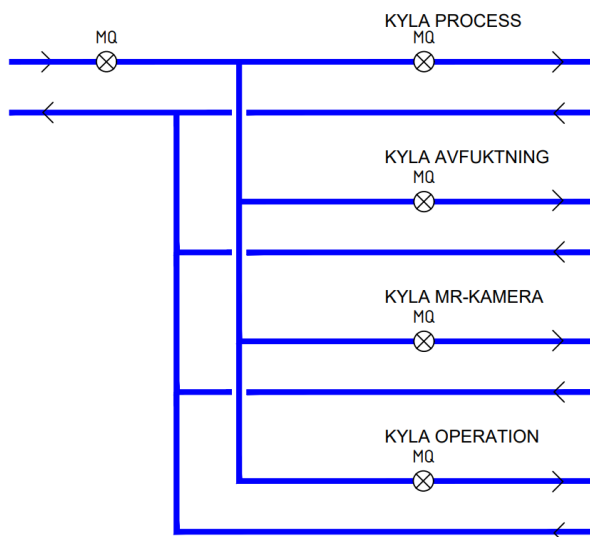 KYLA PROCESS
MQ
MQ
KYLA AVFUKTNING
MQ
KYLA MR-KAMERA
MQ
KYLA OPERATION
MQ